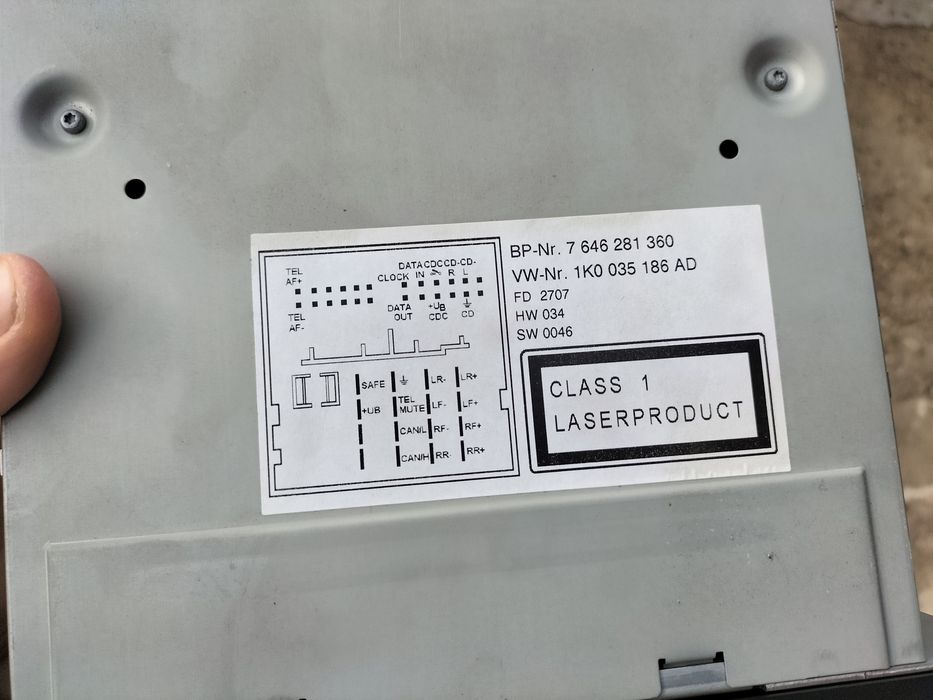 BP-Nr. 7 646 281 360
VW-Nr. 1K0 035 186 AD
FD 2707
HW 034
SW 0046
CLASS 1
LASERPRODUCT
TEL
AF+
DATA CDC CD- CD-
CLOCK IN R L
TEL
AF-
DATA +UB
OUT CDC CD
SAFE LR- LR+
+UB TEL MUTE LF- LF+
CAN/L RF- RF+
CAN/H RR- RR+